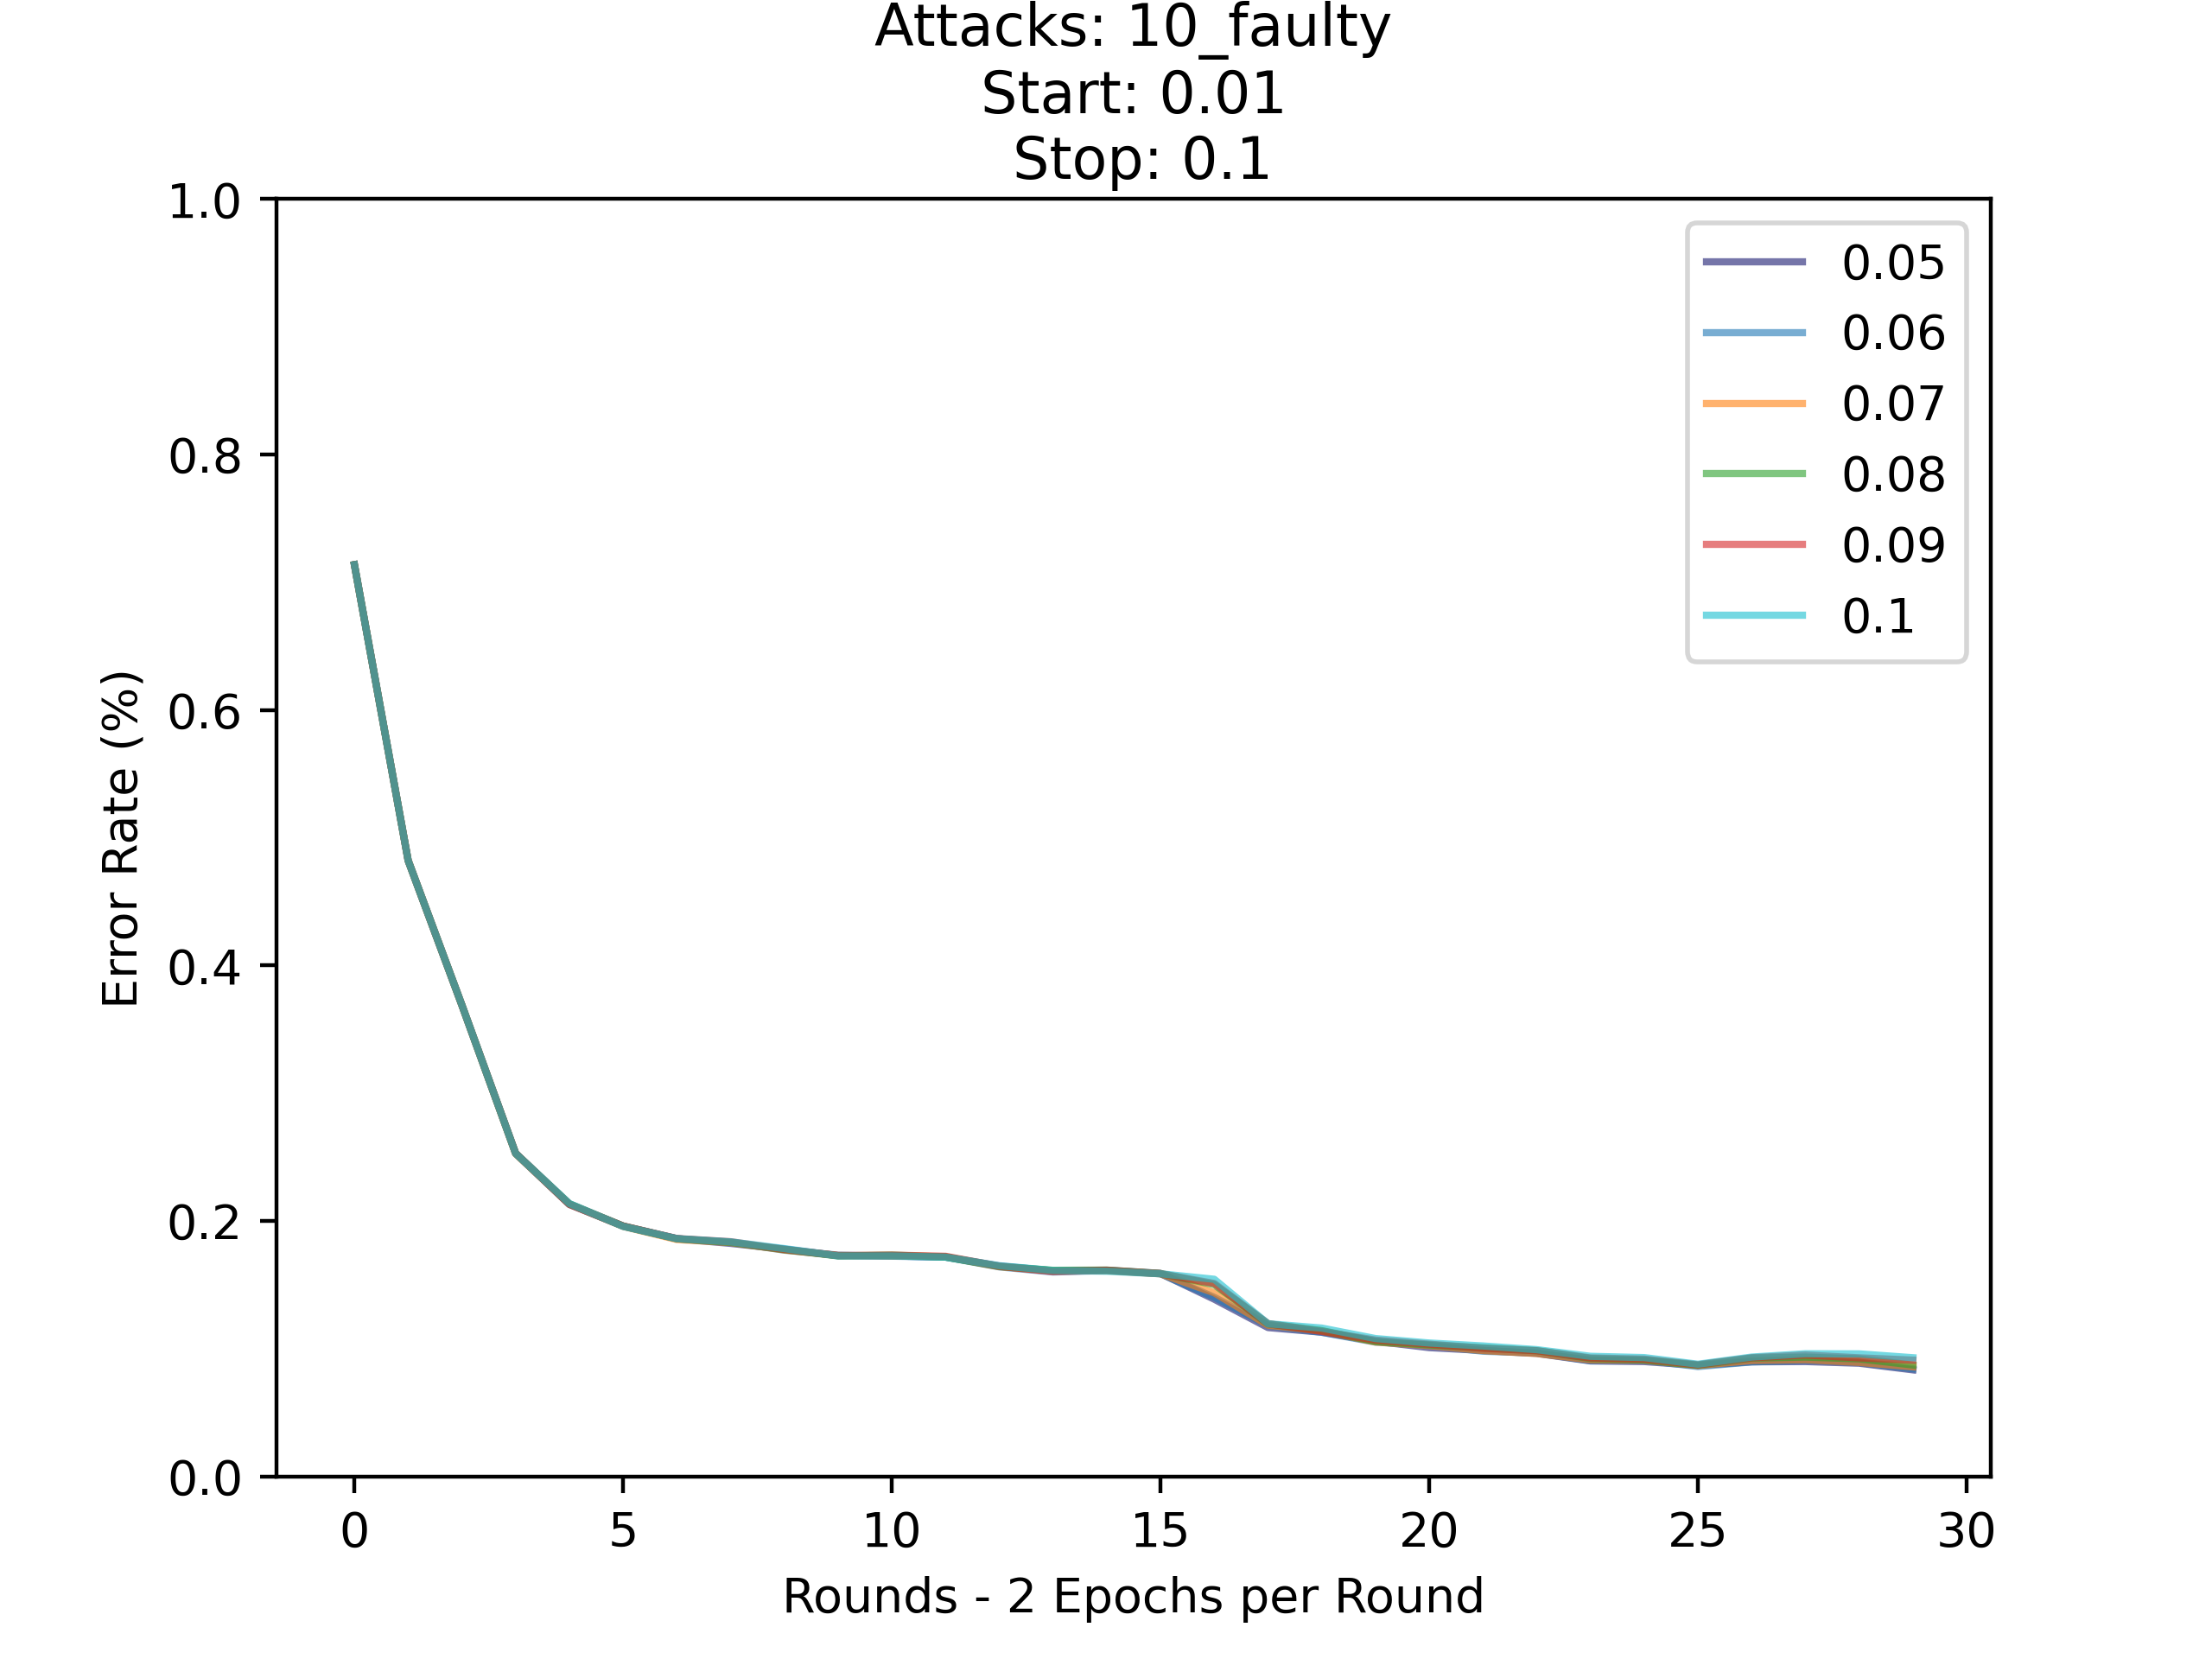 Attacks: 10_faulty
Start: 0.01
Stop: 0.1
1.0
0.8
0.6
0.4
0.2
0.0
Error Rate (%)
0.05
0.06
0.07
0.08
0.09
0.1
0 5 10 15 20 25 30
Rounds - 2 Epochs per Round